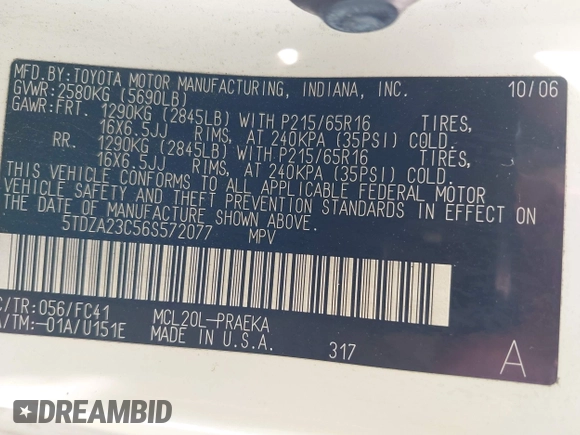 MFD.BY:TOYOTA MOTOR MANUFACTURING, INDIANA, INC. 10/06
GVWR:2580KG (5690LB)
GAWR:FRT. 1290KG (2845LB) WITH P215/65R16 TIRES,
16X6.5JJ RIMS, AT 240KPA (35PSI) COLD.
RR. 1290KG (2845LB) WITH P215/65R16 TIRES,
16X6.5JJ RIMS, AT 240KPA (35PSI) COLD.
THIS VEHICLE CONFORMS TO ALL APPLICABLE FEDERAL MOTOR
VEHICLE SAFETY AND THEFT PREVENTION STANDARDS IN EFFECT ON
THE DATE OF MANUFACTURE SHOWN ABOVE.
5TDZA23C56S572077 MPV
C/TR:056/FC41 MCL20L-PRAEKA
A/TM:-01A/U151E MADE IN U.S.A. 317 A
DREAMBID